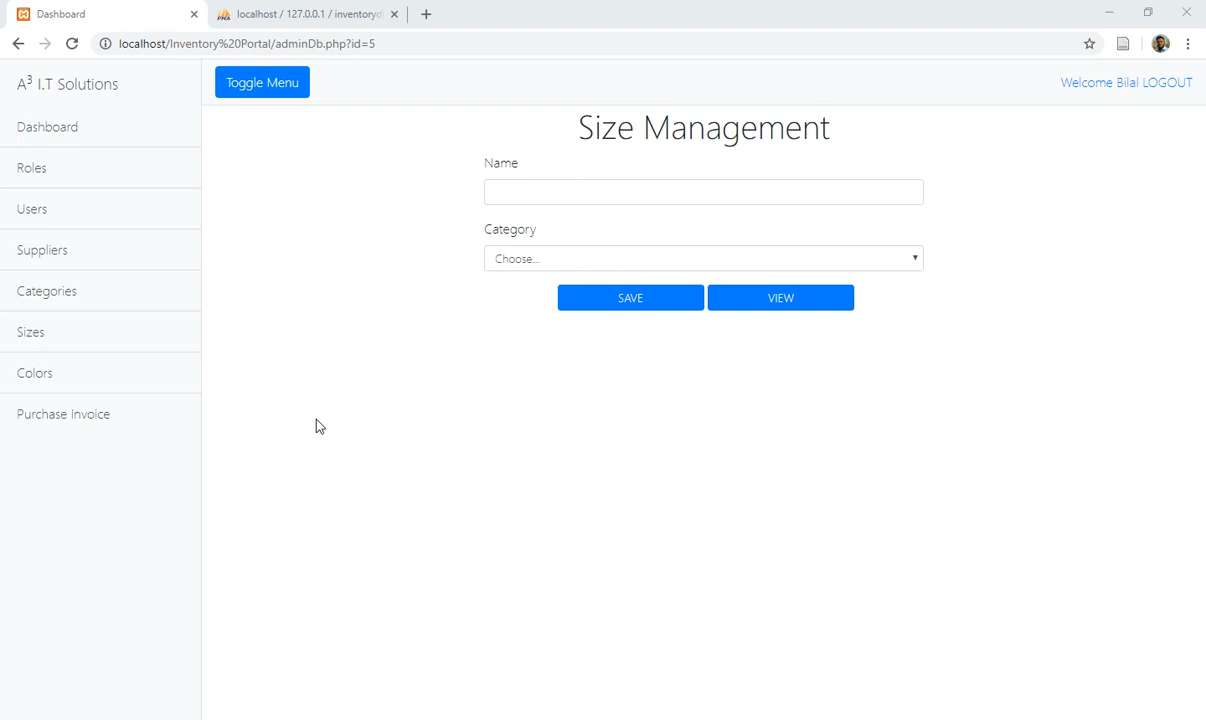 Dashboard
localhost / 127.0.0.1 / inventoryd
localhost/Inventory%20Portal/adminDb.php?id=5
A³ I.T Solutions
Toggle Menu
Welcome Bilal LOGOUT
Dashboard
Roles
Users
Suppliers
Categories
Sizes
Colors
Purchase Invoice
Size Management
Name
Category
Choose...
SAVE
VIEW